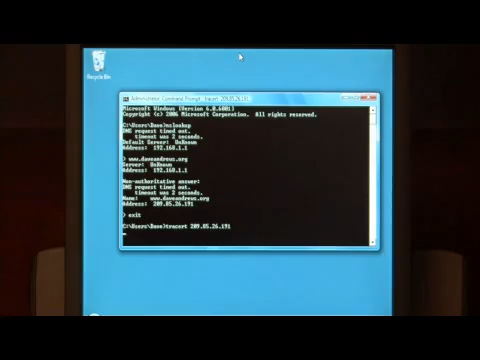 Recycle Bin
Administrator: Command Prompt - tracert 209.85.26.191
Microsoft Windows [Version 6.0.6001]
Copyright (c) 2006 Microsoft Corporation. All rights reserved.
C:\Users\Dave>nslookup
DNS request timed out.
timeout was 2 seconds.
Default Server: UnKnown
Address: 192.168.1.1
> www.daveandrews.org
Server: UnKnown
Address: 192.168.1.1
Non-authoritative answer:
DNS request timed out.
timeout was 2 seconds.
Name: www.daveandrews.org
Address: 209.85.26.191
> exit
C:\Users\Dave>tracert 209.85.26.191